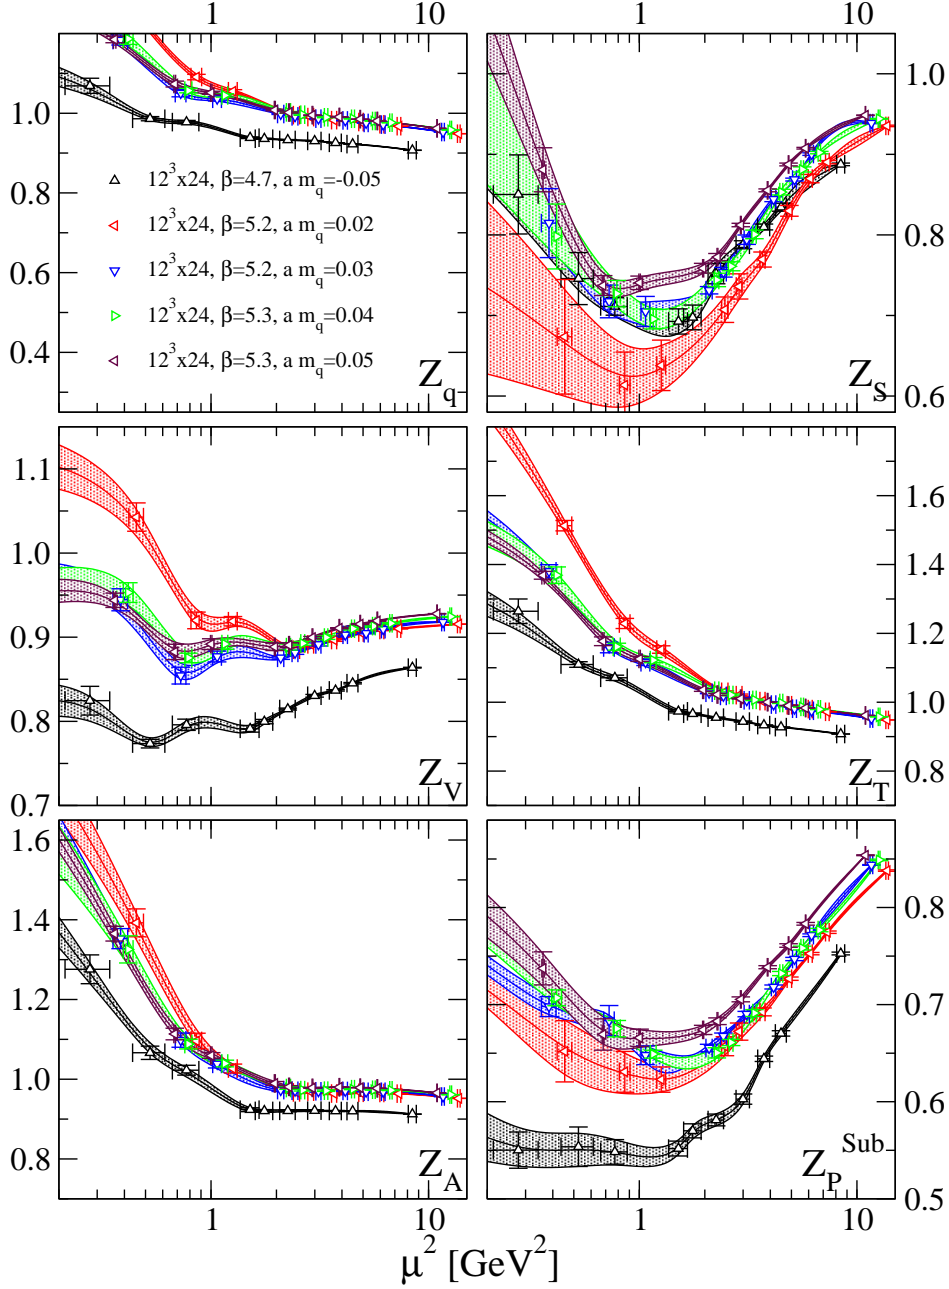 1 10 1 10
1.0
0.8
0.6
0.4
12³x24, β=4.7, a m_q=-0.05
12³x24, β=5.2, a m_q=0.02
12³x24, β=5.2, a m_q=0.03
12³x24, β=5.3, a m_q=0.04
12³x24, β=5.3, a m_q=0.05
Z_q
1.0
0.8
0.6
Z_S
1.1
1.0
0.9
0.8
0.7
Z_V
1.6
1.4
1.2
1.0
0.8
Z_T
1.6
1.4
1.2
1.0
0.8
Z_A
0.8
0.7
0.6
0.5
Z_P^Sub
1 10 1 10
μ² [GeV²]